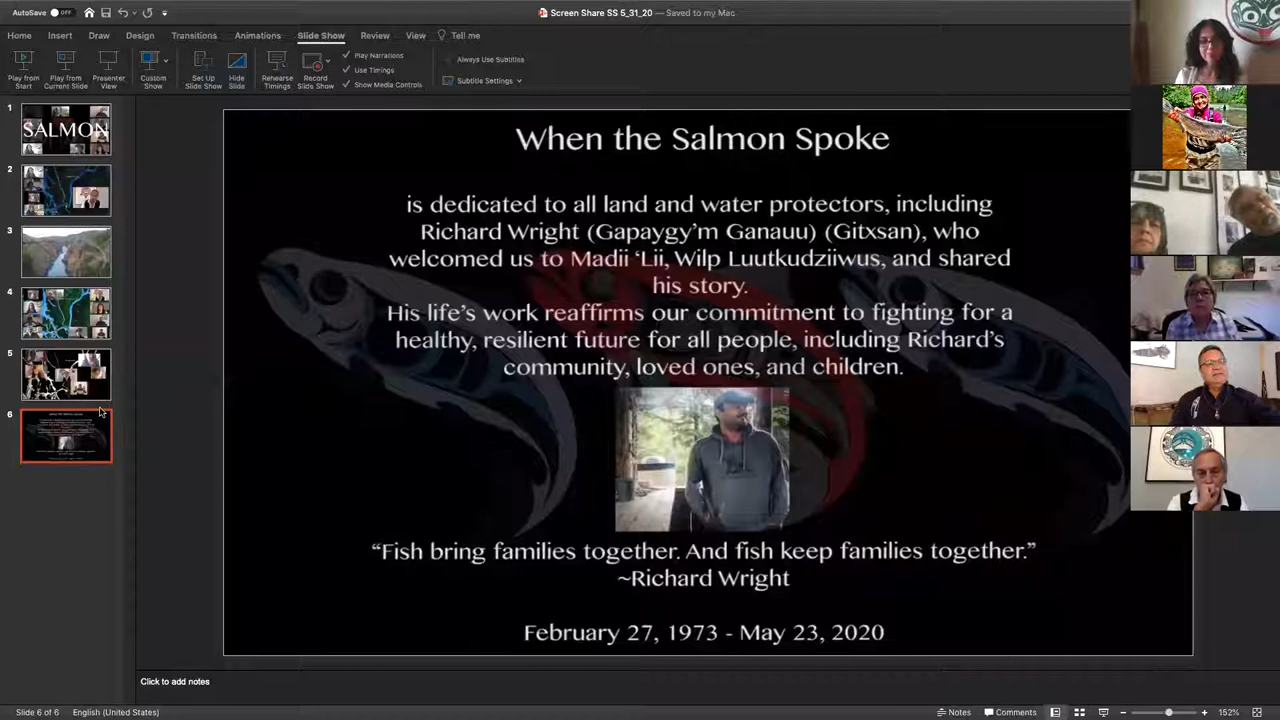 AutoSave OFF
Screen Share SS 5_31_20 — Saved to my Mac
Home Insert Draw Design Transitions Animations Slide Show Review View Tell me
Play from Start
Play from Current Slide
Presenter View
Custom Show
Set Up Slide Show
Hide Slide
Rehearse Timings
Record Slide Show
Play Narrations
Use Timings
Show Media Controls
Always Use Subtitles
Subtitle Settings
1
SALMON
2
3
4
5
6
When the Salmon Spoke
is dedicated to all land and water protectors, including
Richard Wright (Gapaygy’m Ganauu) (Gitxsan), who
welcomed us to Madii ‘Lii, Wilp Luutkudziiwus, and shared
his story.
His life’s work reaffirms our commitment to fighting for a
healthy, resilient future for all people, including Richard’s
community, loved ones, and children.
“Fish bring families together. And fish keep families together.”
~Richard Wright
February 27, 1973 - May 23, 2020
Click to add notes
Slide 6 of 6 English (United States) Notes Comments 152%